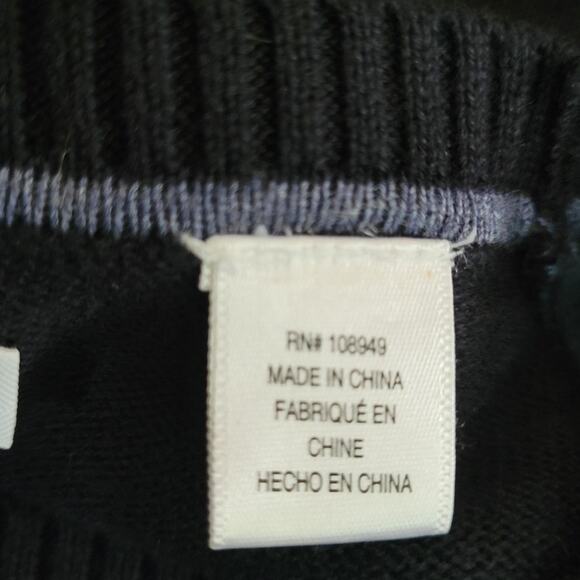 RN# 108949
MADE IN CHINA
FABRIQUÉ EN
CHINE
HECHO EN CHINA